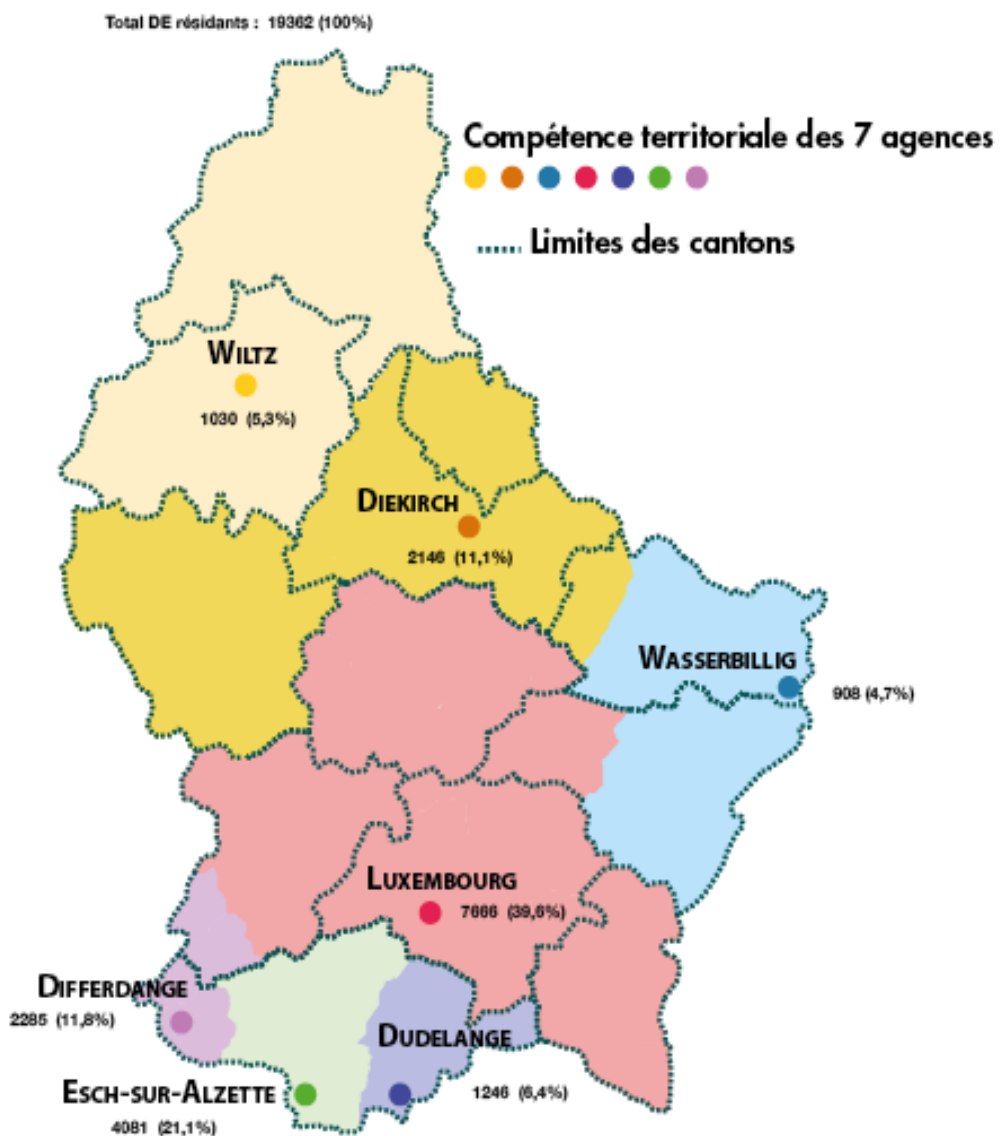 Total DE résidants : 19362 (100%)
Compétence territoriale des 7 agences
Limites des cantons
WILTZ
1030 (5,3%)
DIEKIRCH
2146 (11,1%)
WASSERBILLIG
908 (4,7%)
LUXEMBOURG
7666 (39,6%)
DIFFERDANGE
2285 (11,8%)
DUDELANGE
1246 (6,4%)
ESCH-SUR-ALZETTE
4081 (21,1%)